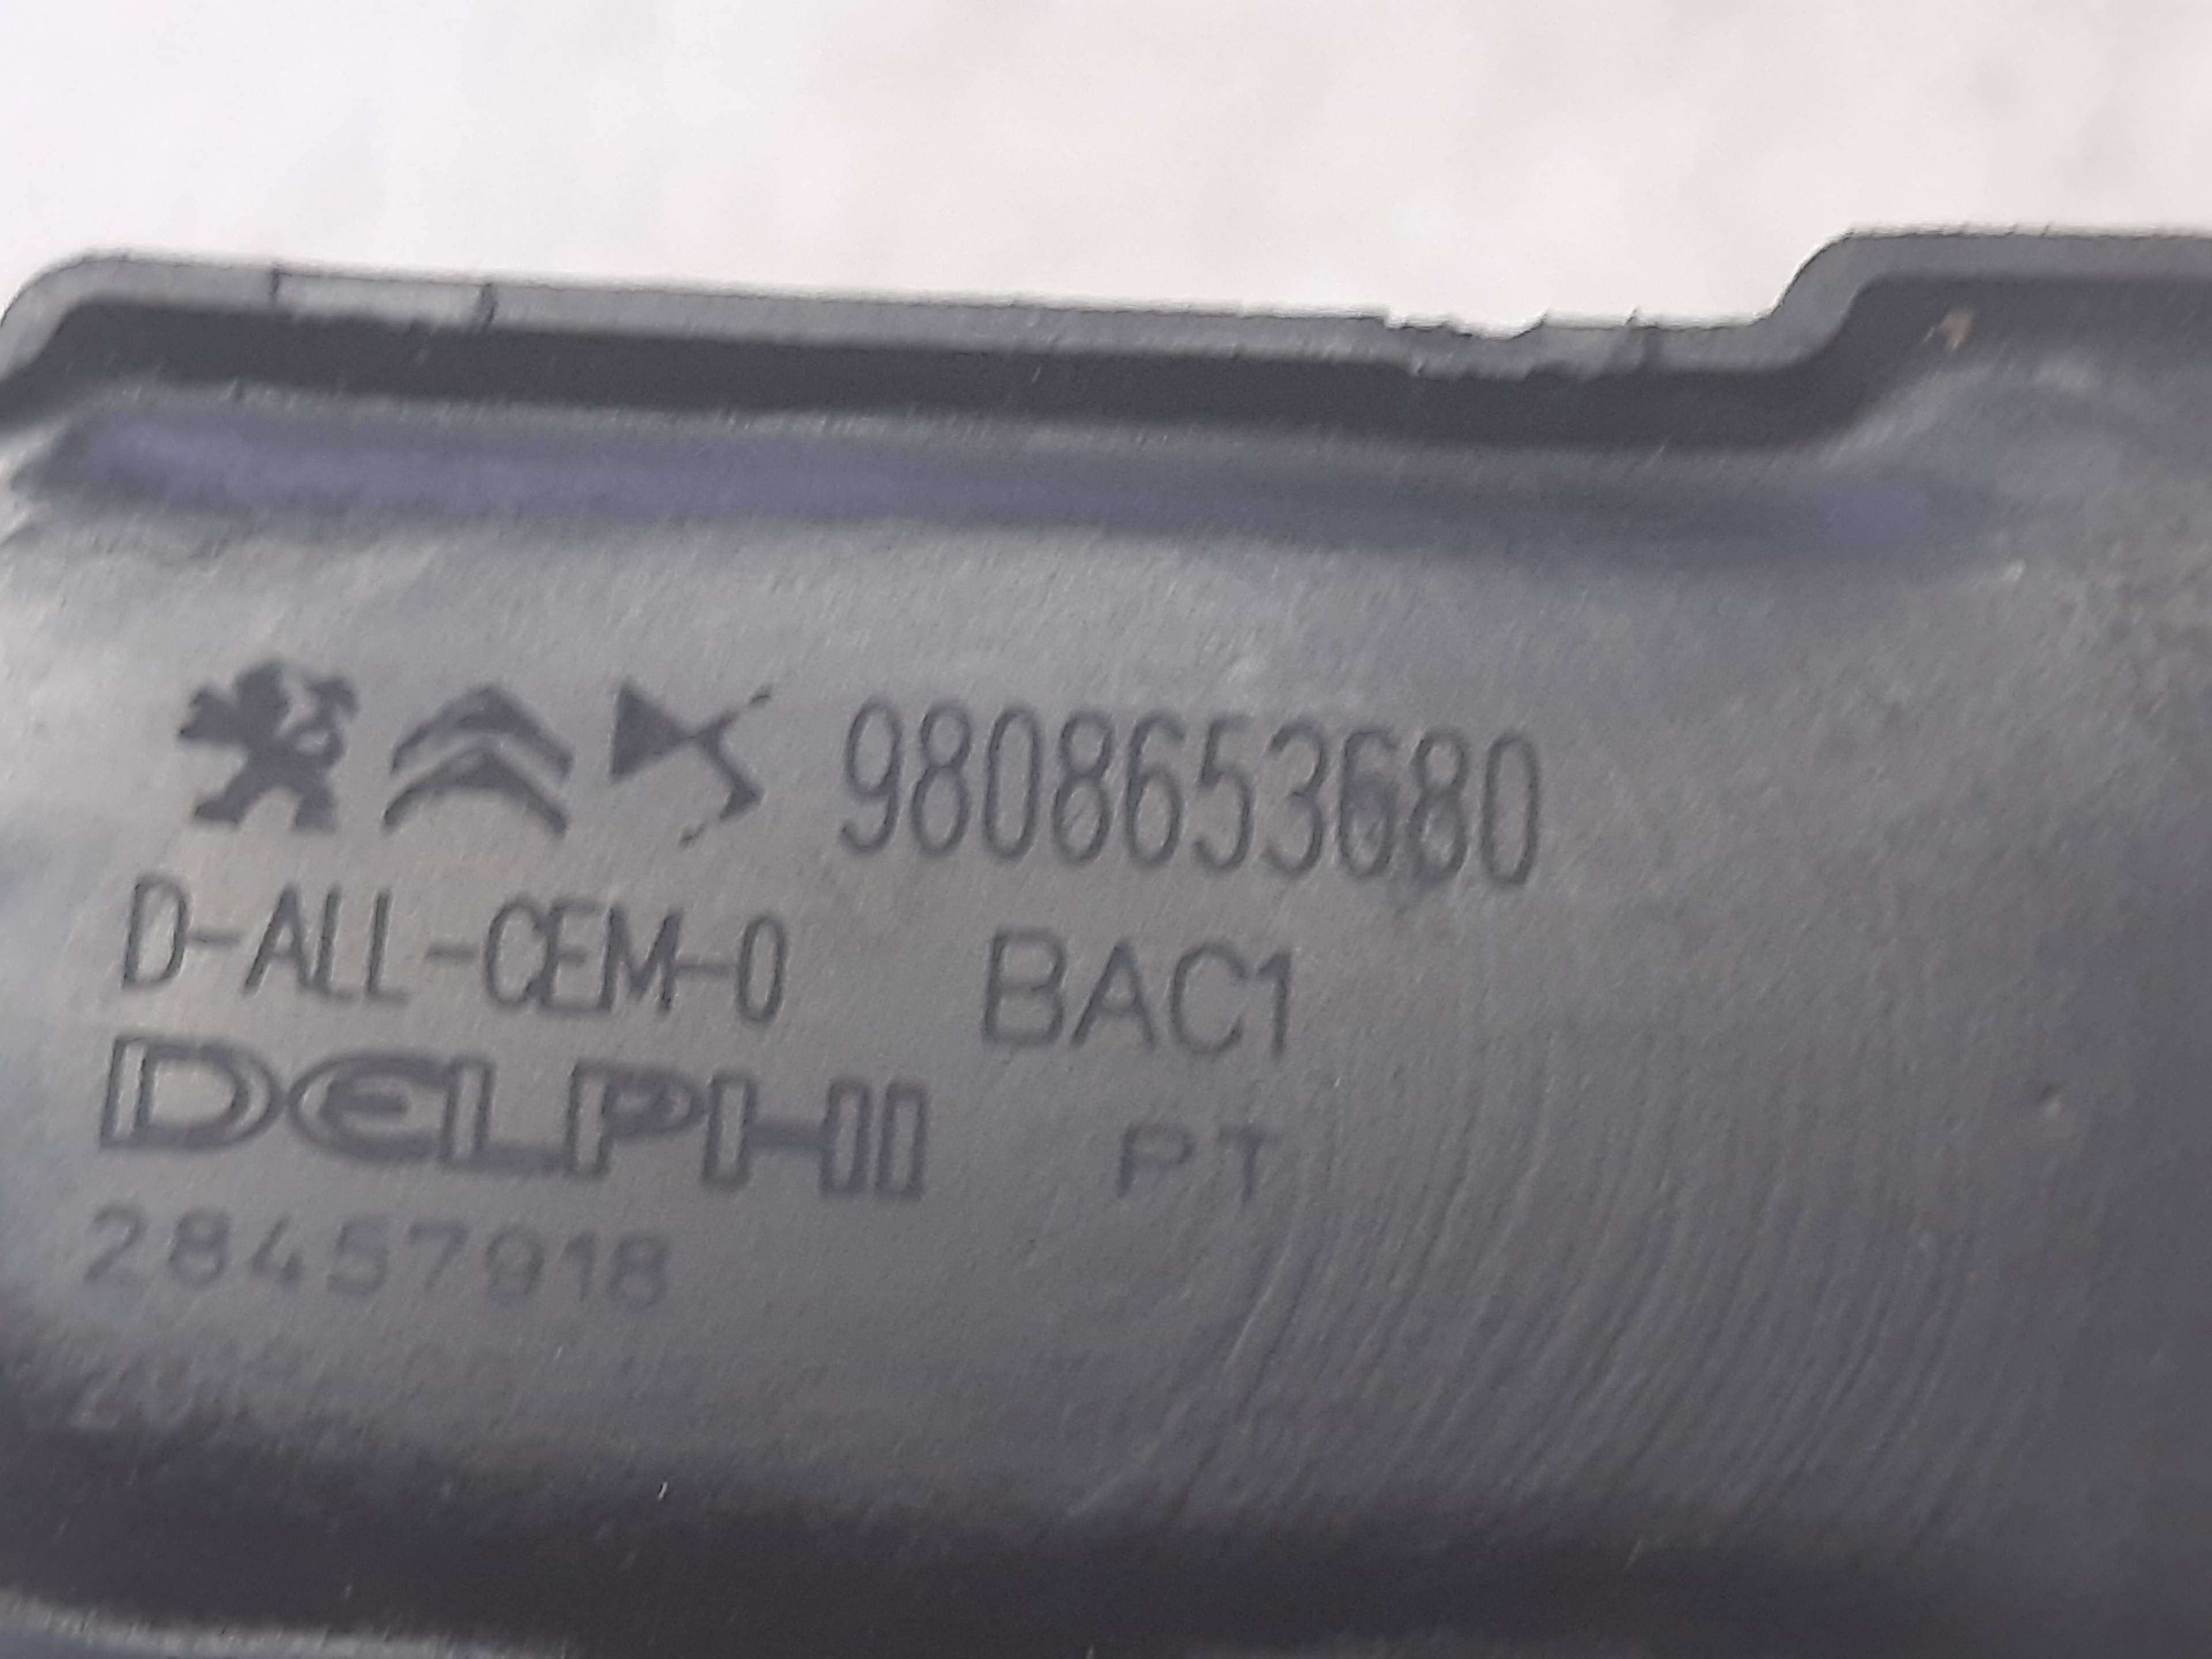 9808653680
D-ALL-CEM-0 BAC1
DELPHI PT
28457918